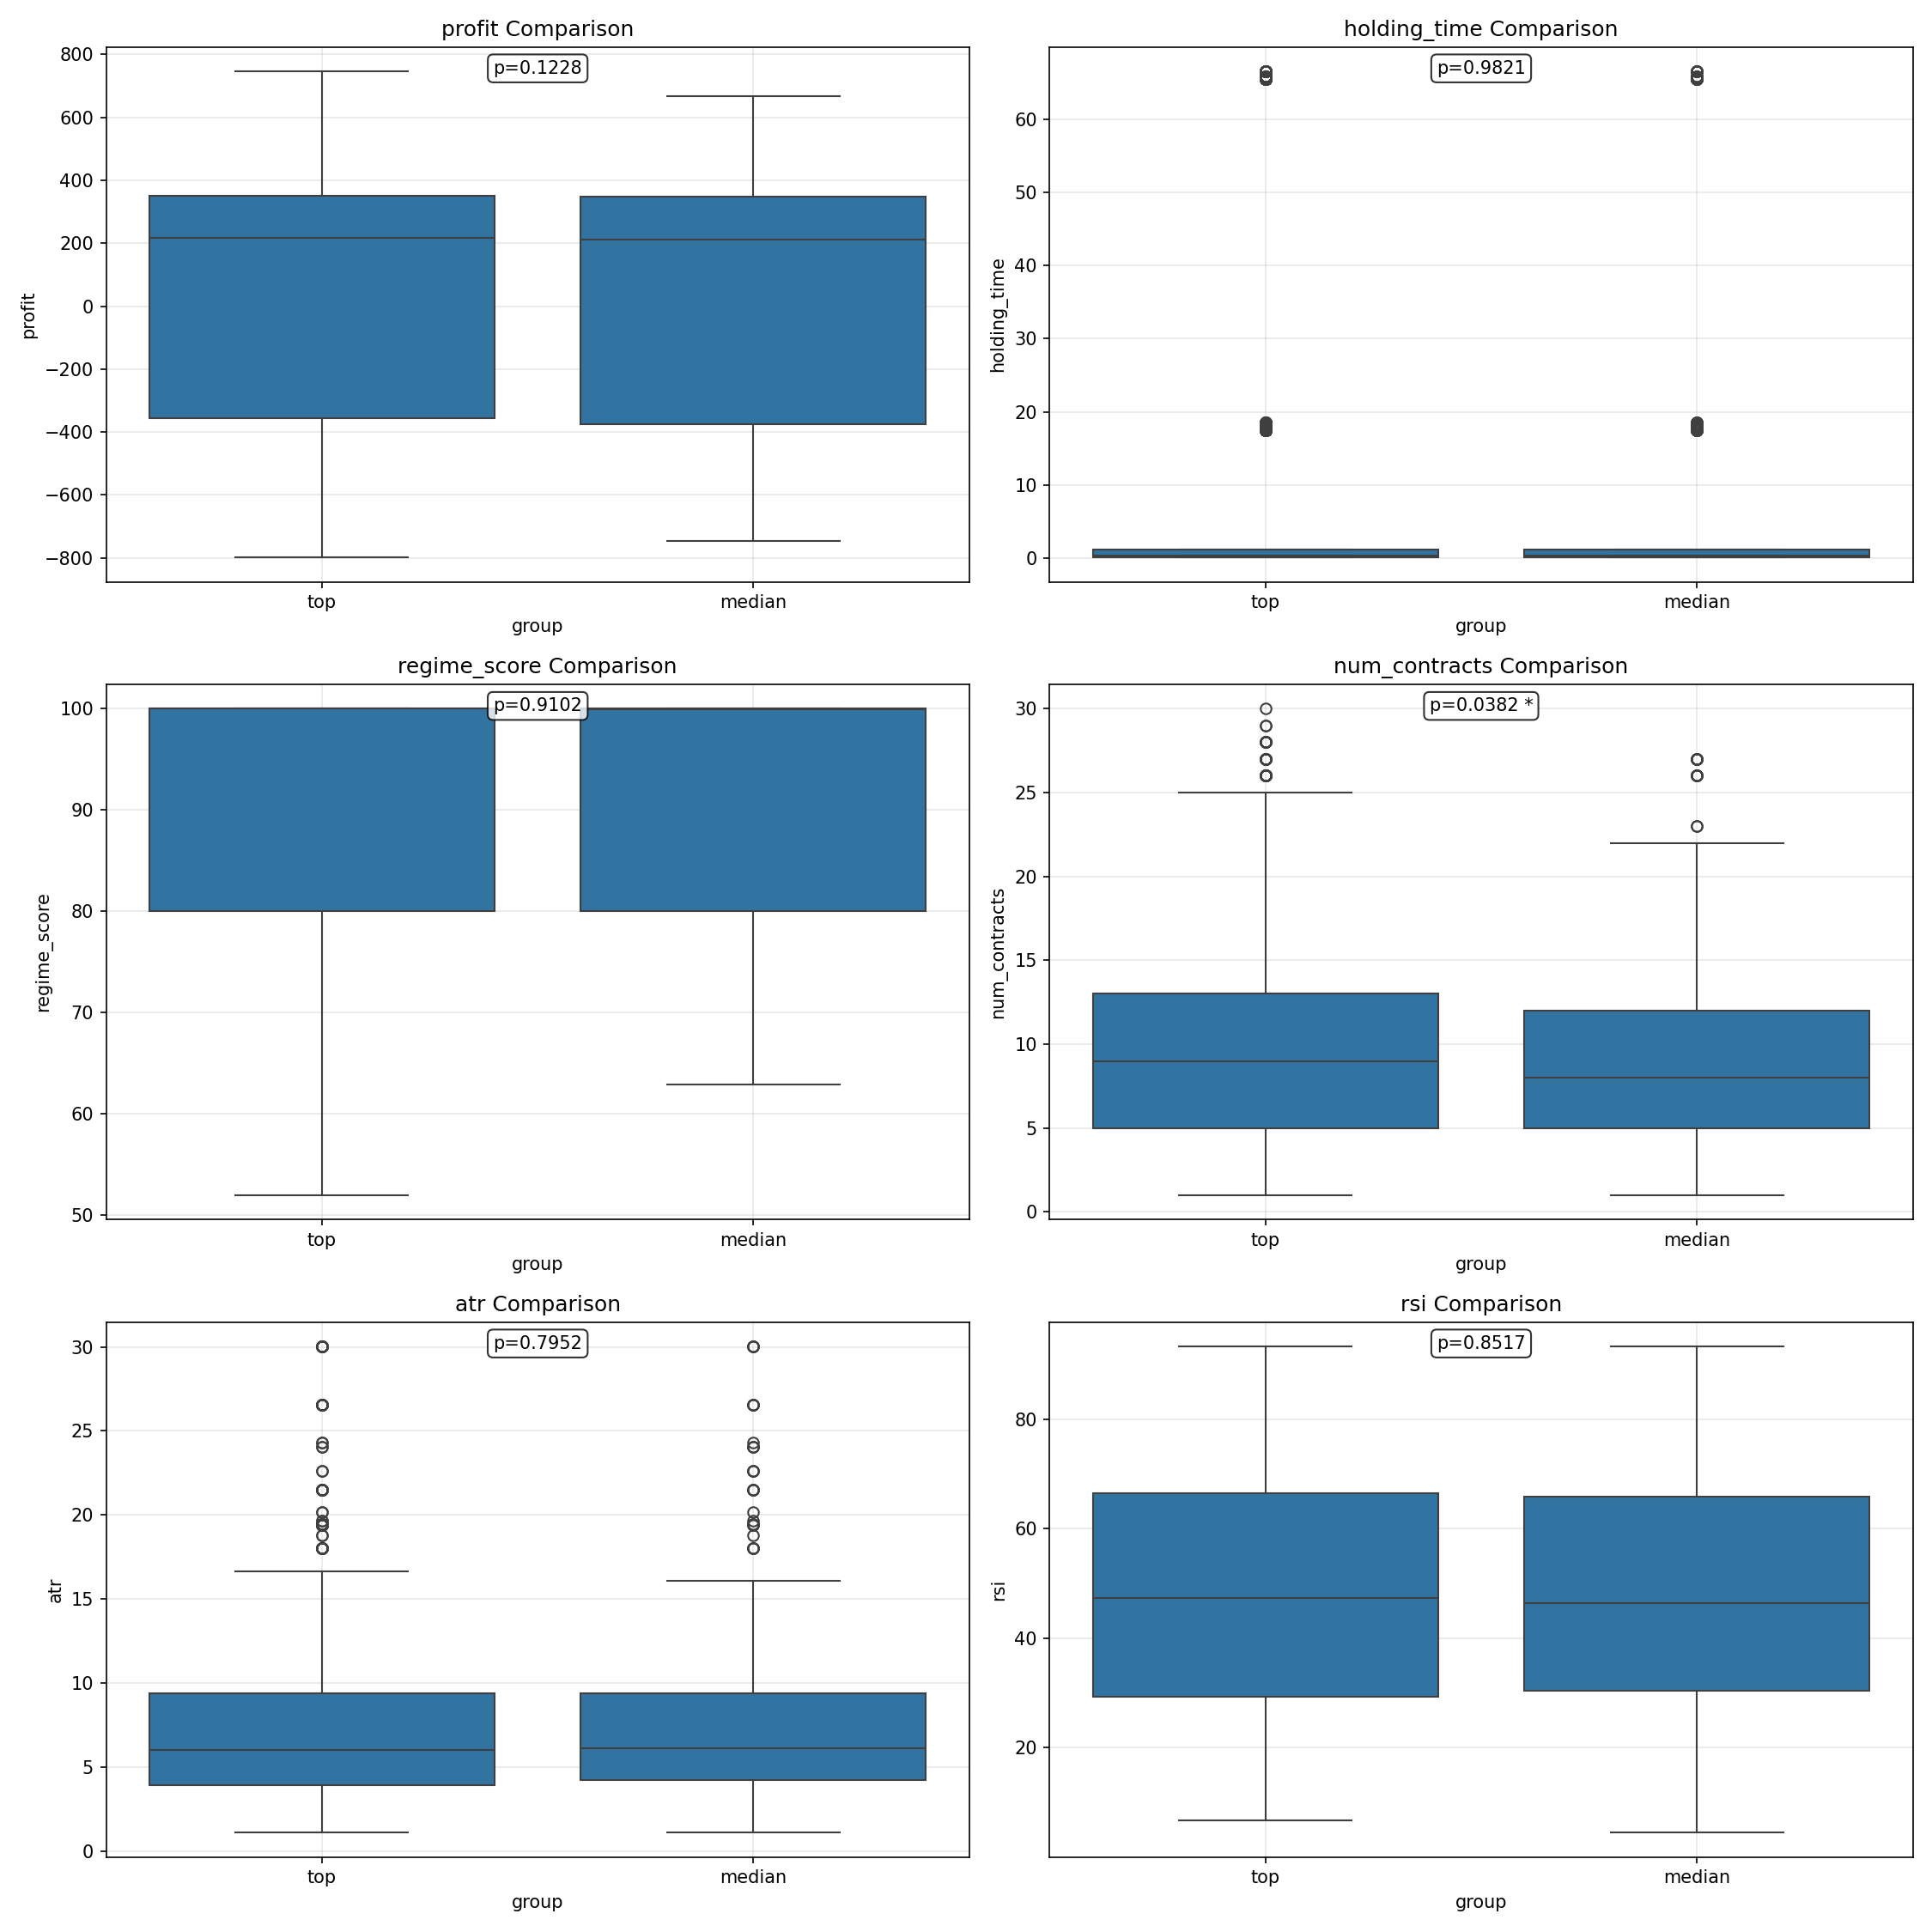 profit Comparison
p=0.1228
800
600
400
200
0
−200
−400
−600
−800
profit
top
median
group
holding_time Comparison
p=0.9821
60
50
40
30
20
10
0
holding_time
top
median
group
regime_score Comparison
p=0.9102
100
90
80
70
60
50
regime_score
top
median
group
num_contracts Comparison
p=0.0382 *
30
25
20
15
10
5
0
num_contracts
top
median
group
atr Comparison
p=0.7952
30
25
20
15
10
5
0
atr
top
median
group
rsi Comparison
p=0.8517
80
60
40
20
rsi
top
median
group